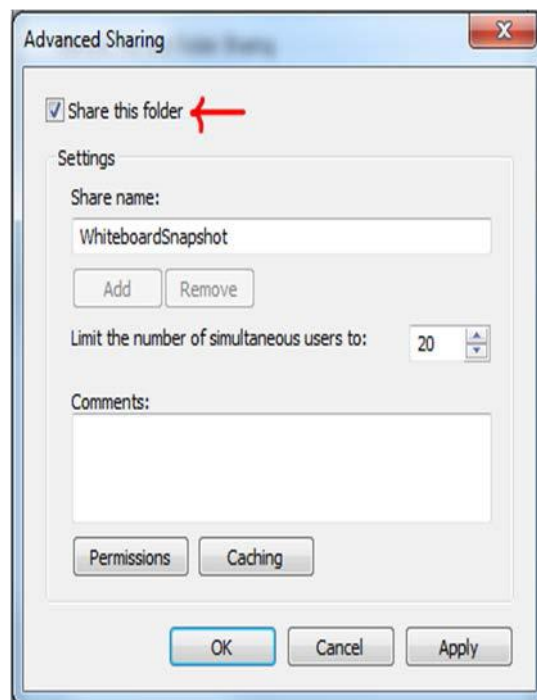 Advanced Sharing
Share this folder
Settings
Share name:
WhiteboardSnapshot
Add Remove
Limit the number of simultaneous users to: 20
Comments:
Permissions Caching
OK Cancel Apply